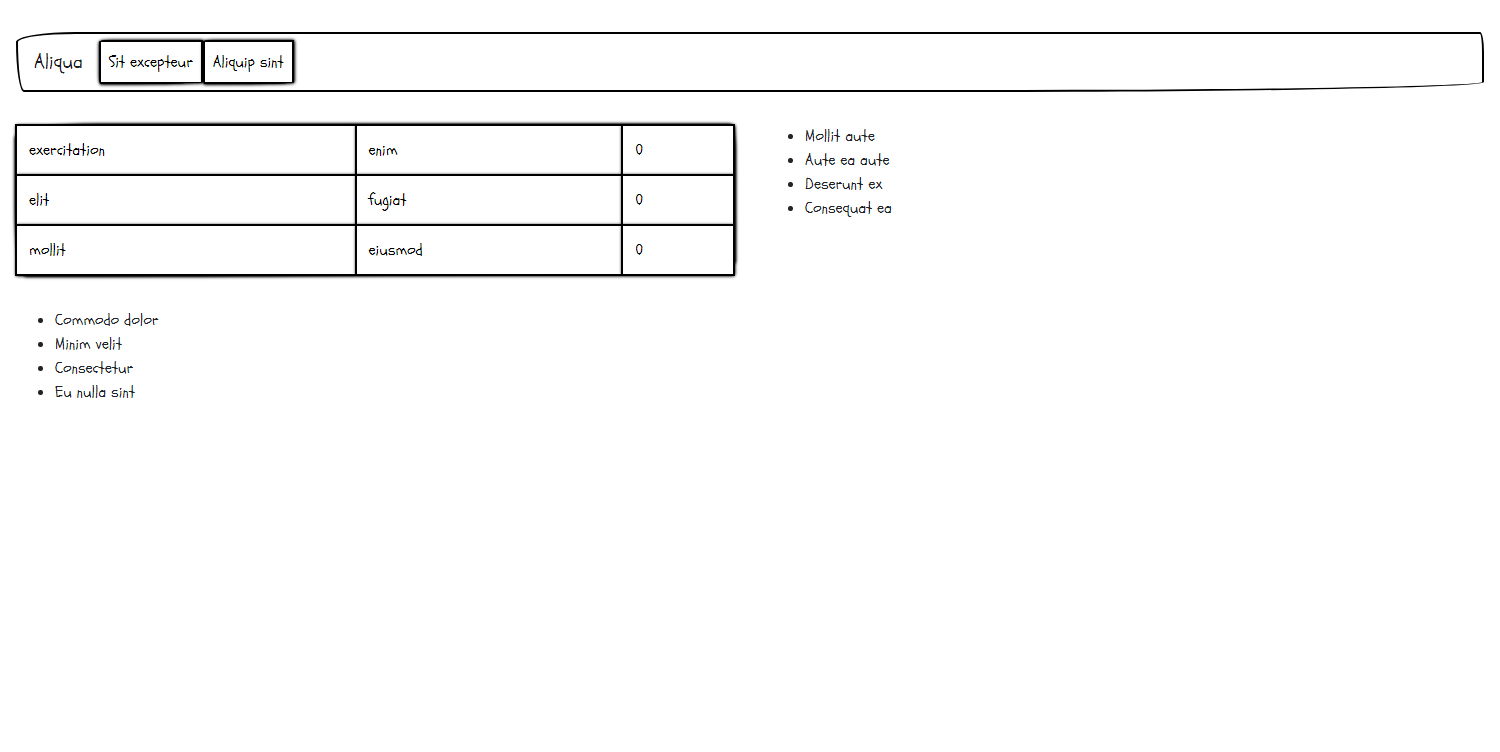 Aliqua Sit excepteur Aliquip sint
exercitation enim 0
elit fugiat 0
mollit eiusmod 0
Commodo dolor
Minim velit
Consectetur
Eu nulla sint
Mollit aute
Aute ea aute
Deserunt ex
Consequat ea